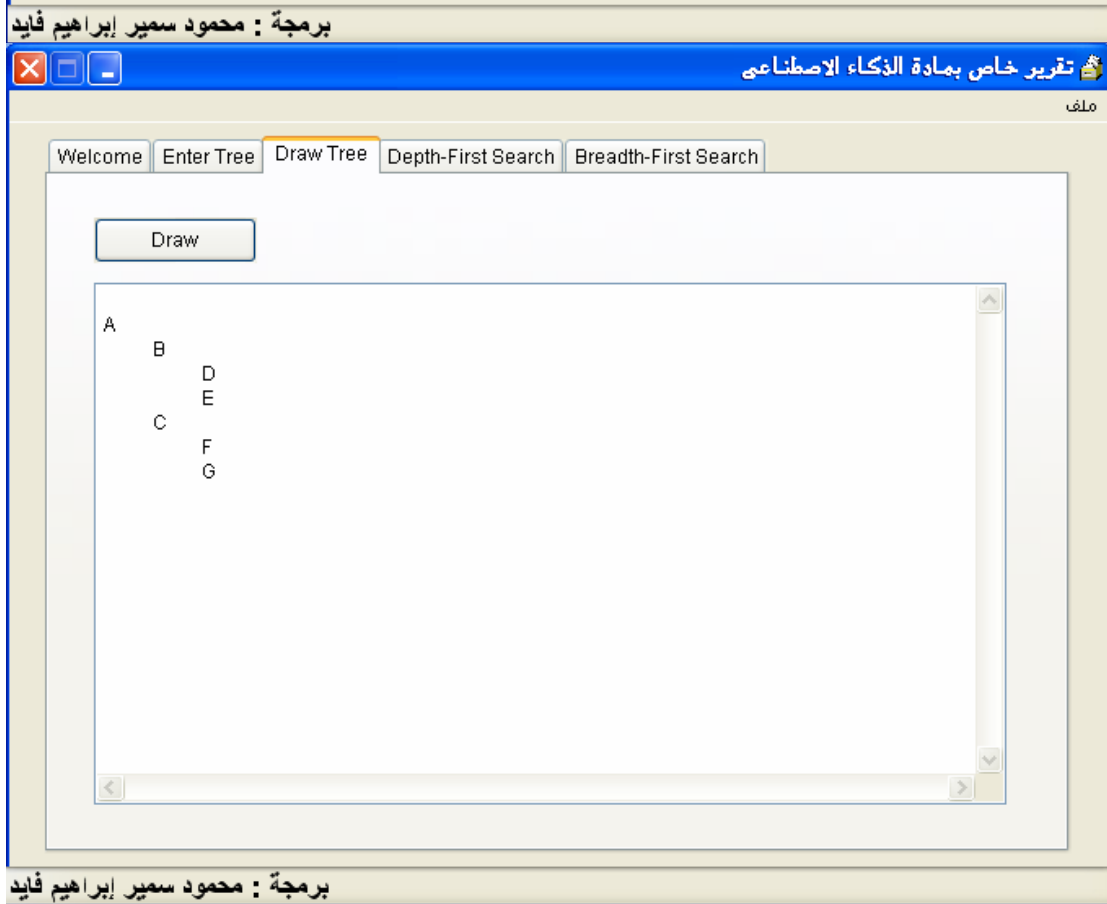 برمجة : محمود سمير إبراهيم فايد
تقرير خاص بمادة الذكاء الاصطناعى
ملف
Welcome Enter Tree Draw Tree Depth-First Search Breadth-First Search
Draw
A
B
D
E
C
F
G
برمجة : محمود سمير إبراهيم فايد